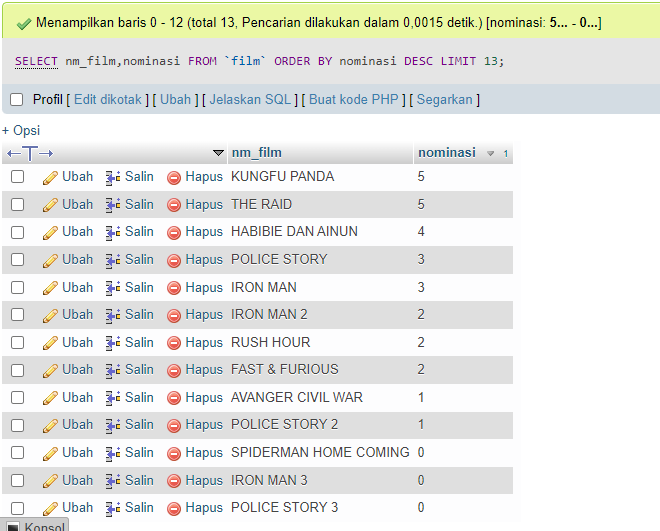 Menampilkan baris 0 - 12 (total 13, Pencarian dilakukan dalam 0,0015 detik.) [nominasi: 5... - 0...]
SELECT nm_film,nominasi FROM `film` ORDER BY nominasi DESC LIMIT 13;
Profil [ Edit dikotak ] [ Ubah ] [ Jelaskan SQL ] [ Buat kode PHP ] [ Segarkan ]
+ Opsi
nm_film nominasi 1
Ubah Salin Hapus KUNGFU PANDA 5
Ubah Salin Hapus THE RAID 5
Ubah Salin Hapus HABIBIE DAN AINUN 4
Ubah Salin Hapus POLICE STORY 3
Ubah Salin Hapus IRON MAN 3
Ubah Salin Hapus IRON MAN 2 2
Ubah Salin Hapus RUSH HOUR 2
Ubah Salin Hapus FAST & FURIOUS 2
Ubah Salin Hapus AVANGER CIVIL WAR 1
Ubah Salin Hapus POLICE STORY 2 1
Ubah Salin Hapus SPIDERMAN HOME COMING 0
Ubah Salin Hapus IRON MAN 3 0
Ubah Salin Hapus POLICE STORY 3 0
Konsol